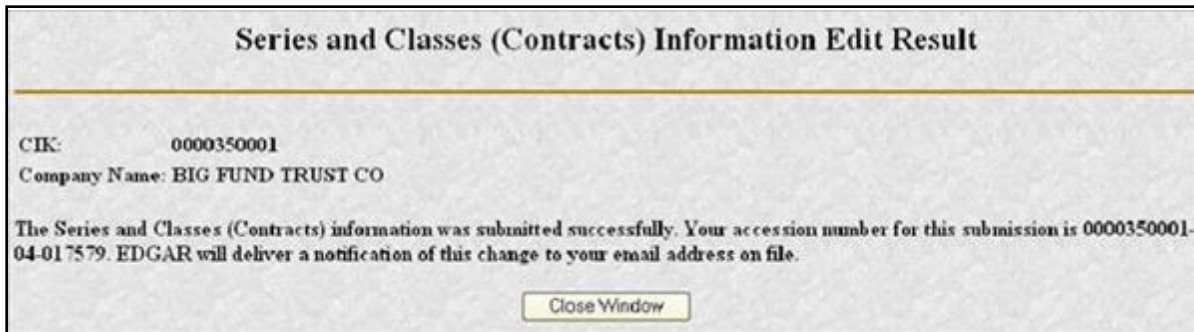 Series and Classes (Contracts) Information Edit Result
CIK: 0000350001
Company Name: BIG FUND TRUST CO
The Series and Classes (Contracts) information was submitted successfully. Your accession number for this submission is 0000350001-
04-017579. EDGAR will deliver a notification of this change to your email address on file.
Close Window